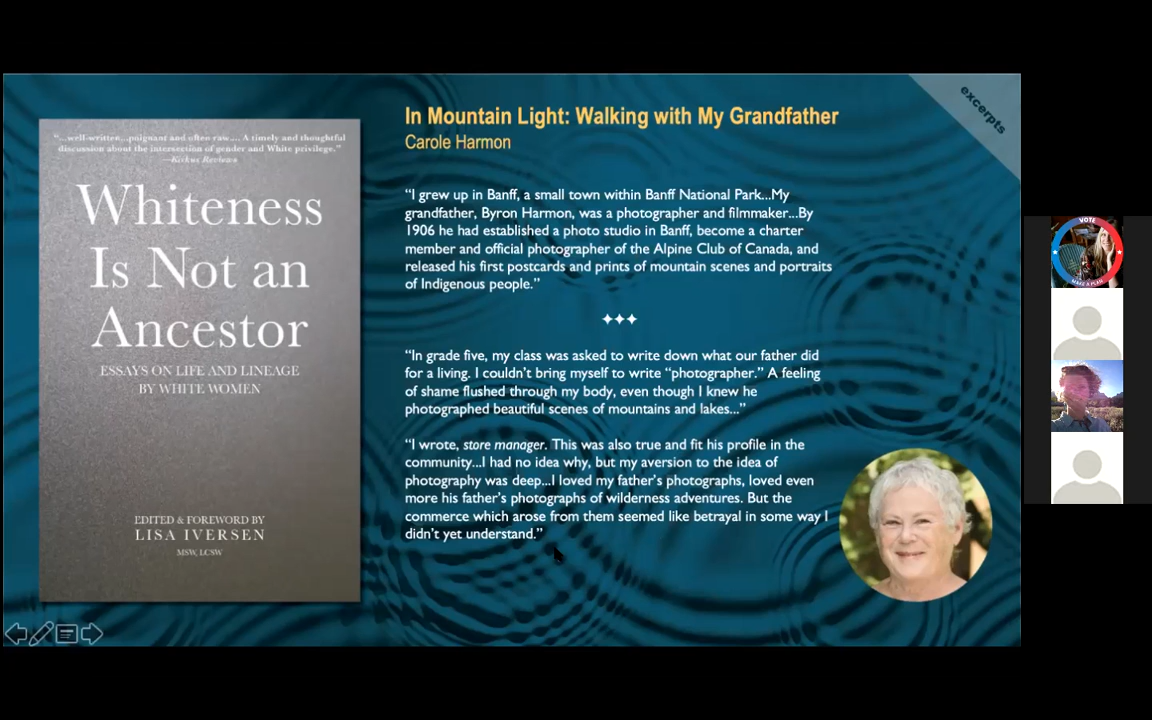 "...well-written...poignant and often raw.... A timely and thoughtful
discussion about the intersection of gender and White privilege."
—Kirkus Reviews
Whiteness
Is Not an
Ancestor
ESSAYS ON LIFE AND LINEAGE
BY WHITE WOMEN
EDITED & FOREWORD BY
LISA IVERSEN
MSW, LCSW
In Mountain Light: Walking with My Grandfather
Carole Harmon
“I grew up in Banff, a small town within Banff National Park...My
grandfather, Byron Harmon, was a photographer and filmmaker...By
1906 he had established a photo studio in Banff, become a charter
member and official photographer of the Alpine Club of Canada, and
released his first postcards and prints of mountain scenes and portraits
of Indigenous people.”
“In grade five, my class was asked to write down what our father did
for a living. I couldn’t bring myself to write “photographer.” A feeling
of shame flushed through my body, even though I knew he
photographed beautiful scenes of mountains and lakes...”
“I wrote, store manager. This was also true and fit his profile in the
community...I had no idea why, but my aversion to the idea of
photography was deep...I loved my father’s photographs, loved even
more his father’s photographs of wilderness adventures. But the
commerce which arose from them seemed like betrayal in some way I
didn’t yet understand.”
excerpts
VOTE
MAKE A PLAN